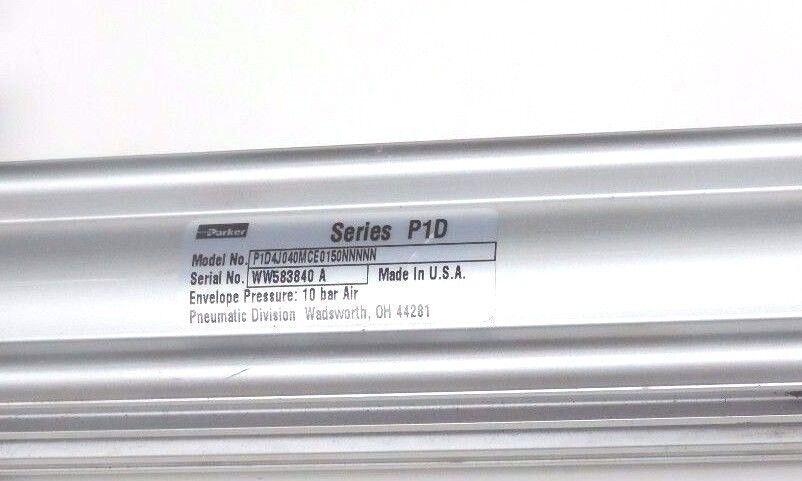 Parker Series P1D
Model No. P1D4J040MCE0150NNNNN
Serial No. WW583840 A Made In U.S.A.
Envelope Pressure: 10 bar Air
Pneumatic Division Wadsworth, OH 44281